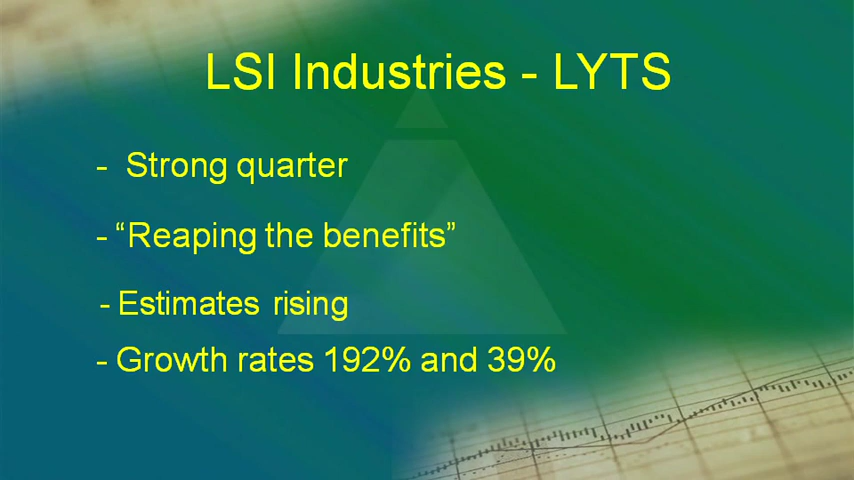 LSI Industries - LYTS
- Strong quarter
- “Reaping the benefits”
- Estimates rising
- Growth rates 192% and 39%